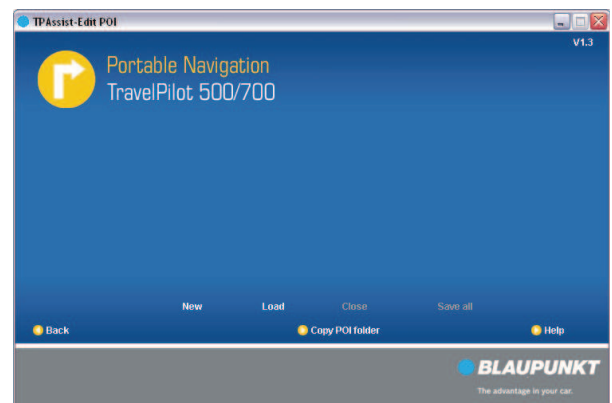 TPAssist-Edit POI
V1.3
Portable Navigation
TravelPilot 500/700
New Load Close Save all
Back Copy POI folder Help
BLAUPUNKT
The advantage in your car.